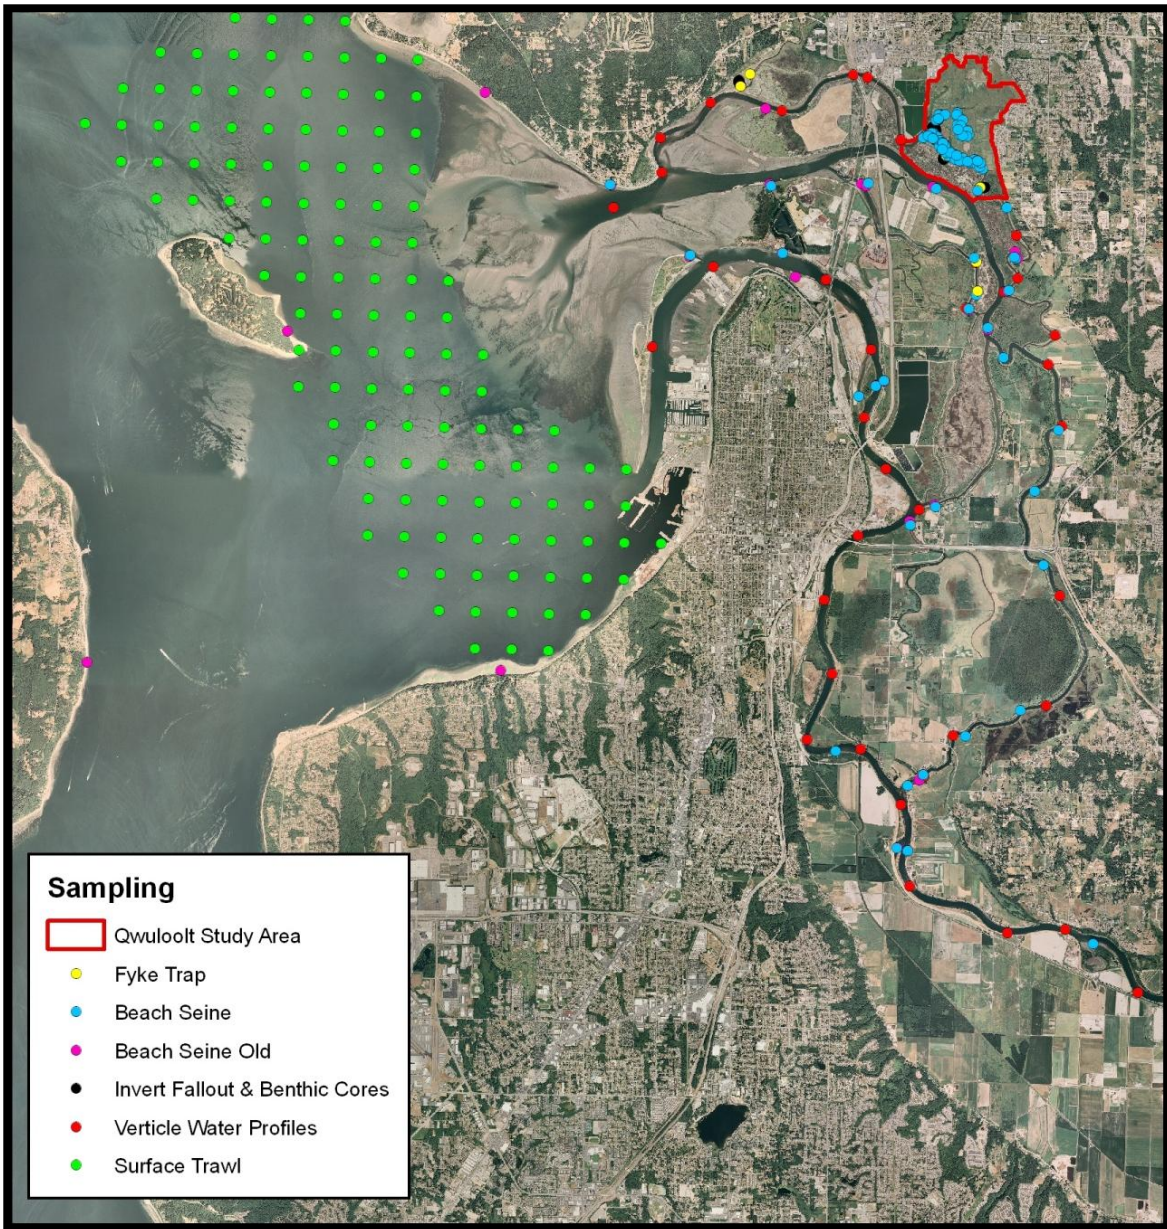 Sampling
Qwuloolt Study Area
Fyke Trap
Beach Seine
Beach Seine Old
Invert Fallout & Benthic Cores
Verticle Water Profiles
Surface Trawl